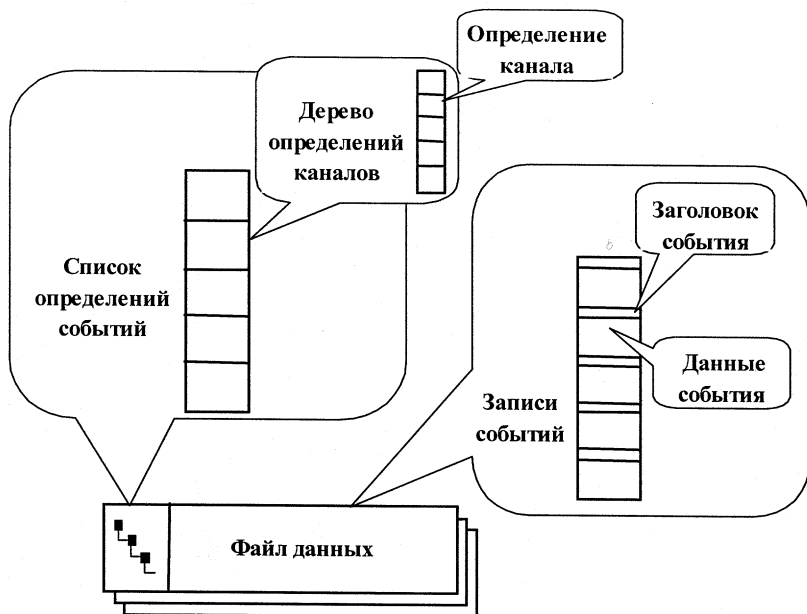 Определение
канала
Дерево
определений
каналов
Список
определений
событий
Заголовок
события
Данные
события
Записи
событий
Файл данных